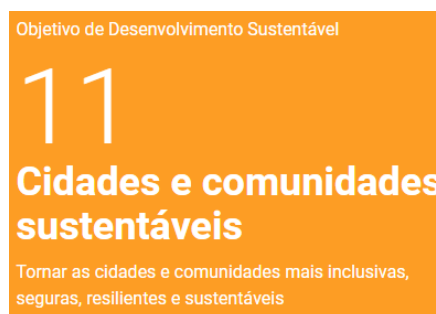 Objetivo de Desenvolvimento Sustentável
11
Cidades e comunidades
sustentáveis
Tornar as cidades e comunidades mais inclusivas,
seguras, resilientes e sustentáveis